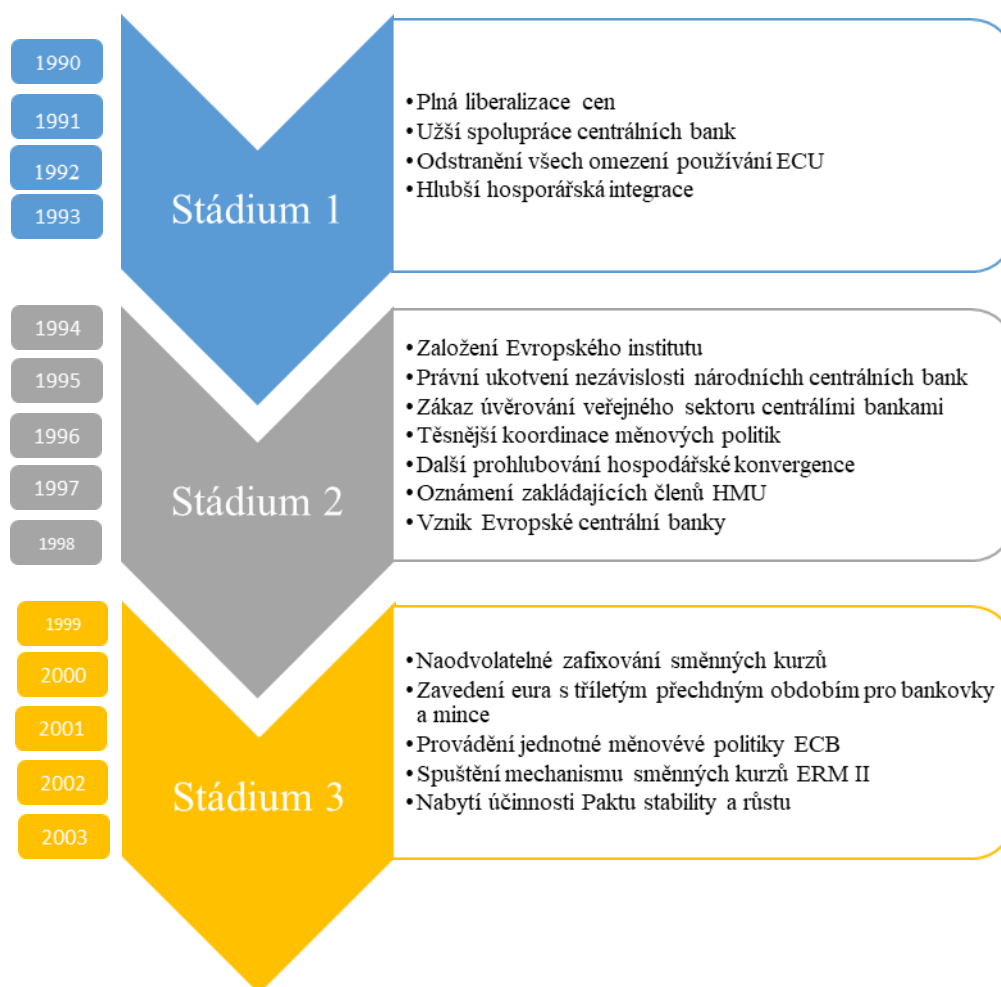 1990
1991
1992
1993
Stádium 1
•Plná liberalizace cen
•Užší spolupráce centrálních bank
•Odstranění všech omezení používání ECU
•Hlubší hosporářská integrace
1994
1995
1996
1997
1998
Stádium 2
•Založení Evropského institutu
•Právní ukotvení nezávislosti národníchh centrálních bank
•Zákaz úvěrování veřejného sektoru centrálími bankami
•Těsnější koordinace měnových politik
•Další prohlubování hospodářské konvergence
•Oznámení zakládajících členů HMU
•Vznik Evropské centrální banky
1999
2000
2001
2002
2003
Stádium 3
•Naodvolatelné zafixování směnných kurzů
•Zavedení eura s tříletým přechdným obdobím pro bankovky
a mince
•Provádění jednotné měnovévé politiky ECB
•Spuštění mechanismu směnných kurzů ERM II
•Nabytí účinnosti Paktu stability a růstu